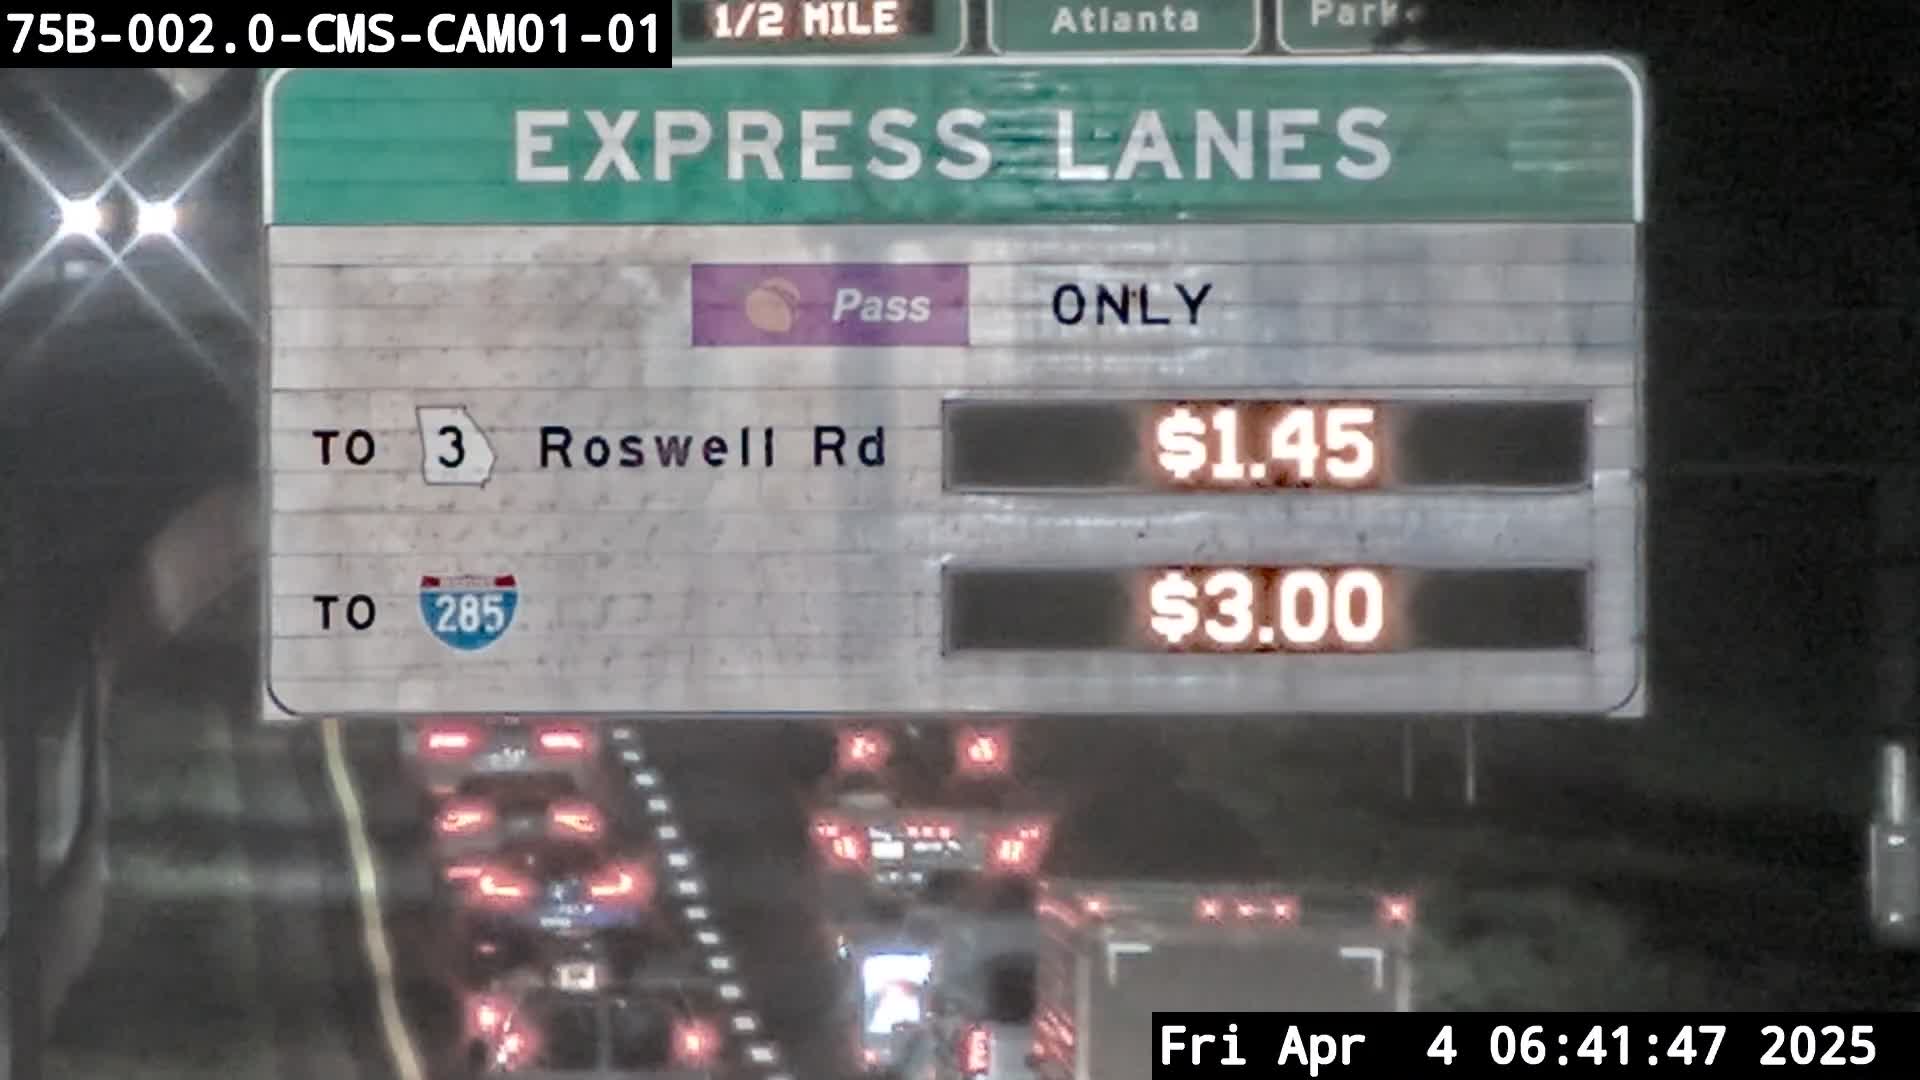 75B-002.0-CMS-CAM01-01
1/2 MILE
Atlanta
Park
EXPRESS LANES
Pass ONLY
TO 3 Roswell Rd $1.45
TO 285 $3.00
Fri Apr 4 06:41:47 2025